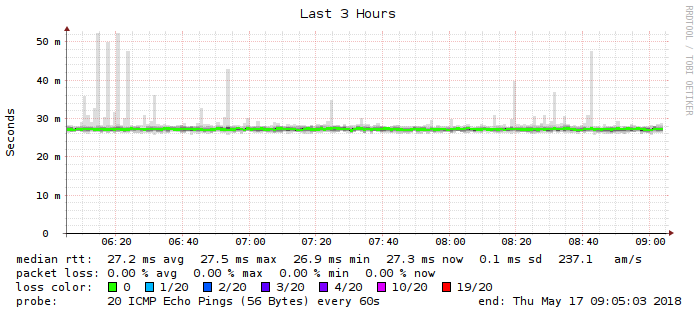 Last 3 Hours
RRDTOOL / TOBI OETIKER
Seconds
50 m
40 m
30 m
20 m
10 m
0
06:20 06:40 07:00 07:20 07:40 08:00 08:20 08:40 09:00
median rtt: 27.2 ms avg 27.5 ms max 26.9 ms min 27.3 ms now 0.1 ms sd 237.1 am/s
packet loss: 0.00 % avg 0.00 % max 0.00 % min 0.00 % now
loss color: 0 1/20 2/20 3/20 4/20 10/20 19/20
probe: 20 ICMP Echo Pings (56 Bytes) every 60s end: Thu May 17 09:05:03 2018